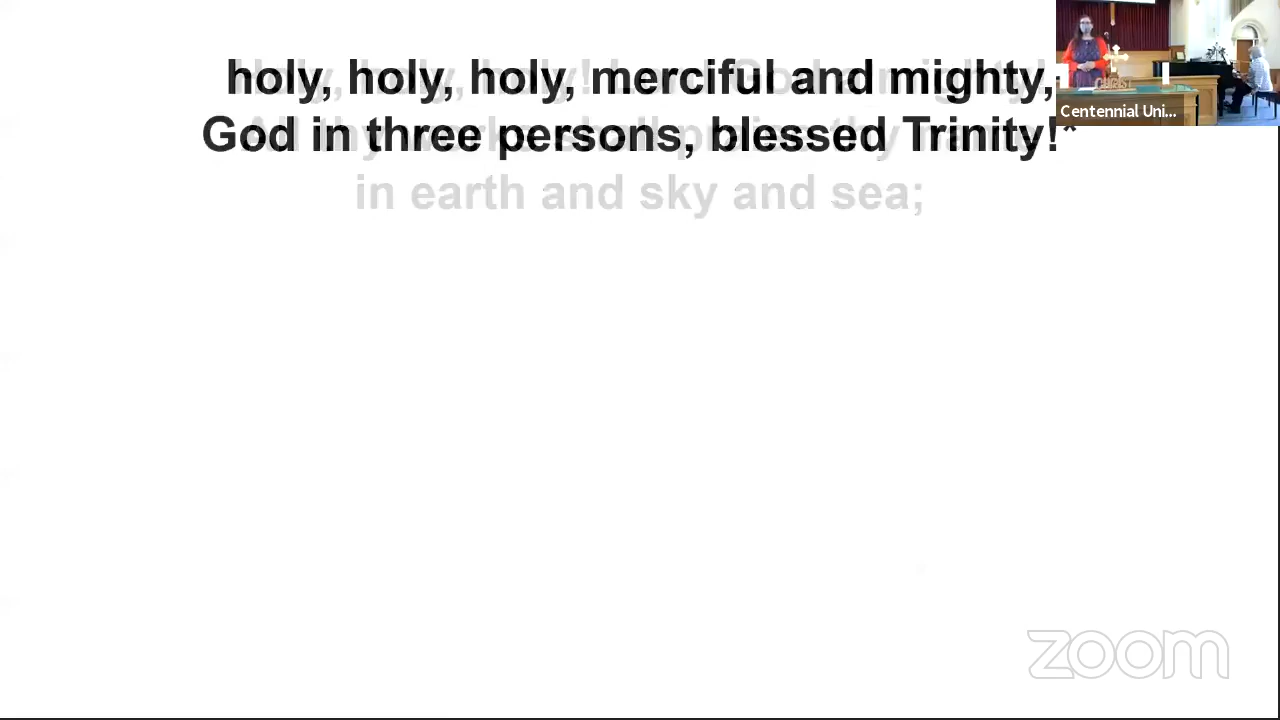 holy, holy, holy, merciful and mighty,
God in three persons, blessed Trinity!*
in earth and sky and sea;
Centennial Uni...
CHRIST
zoom